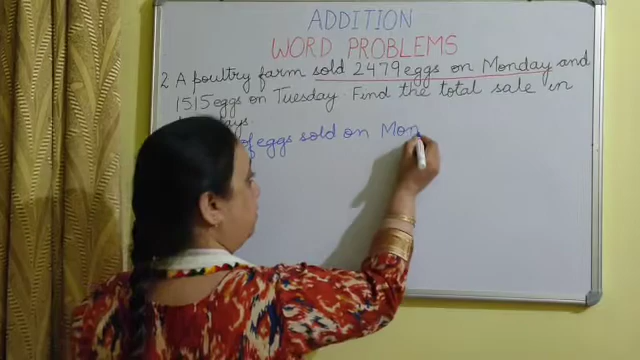 ADDITION
WORD PROBLEMS
2 A poultry farm sold 2479 eggs on Monday and
1515 eggs on Tuesday. Find the total sale in
days.
of eggs sold on Mon